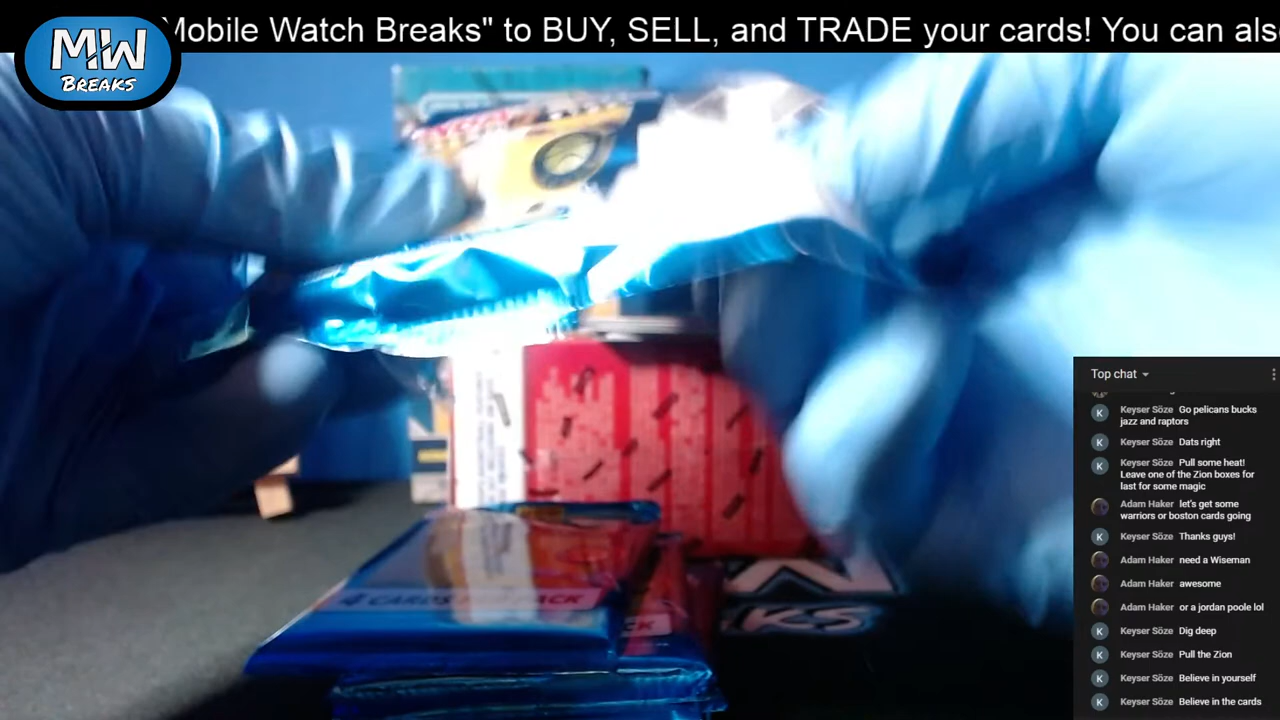 Mobile Watch Breaks" to BUY, SELL, and TRADE your cards! You can als
MW
BREAKS
4 CARDS PER PACK
CK
KS
Top chat
Keyser Söze Go pelicans bucks
jazz and raptors
Keyser Söze Dats right
Keyser Söze Pull some heat!
Leave one of the Zion boxes for
last for some magic
Adam Haker let's get some
warriors or boston cards going
Keyser Söze Thanks guys!
Adam Haker need a Wiseman
Adam Haker awesome
Adam Haker or a jordan poole lol
Keyser Söze Dig deep
Keyser Söze Pull the Zion
Keyser Söze Believe in yourself
Keyser Söze Believe in the cards